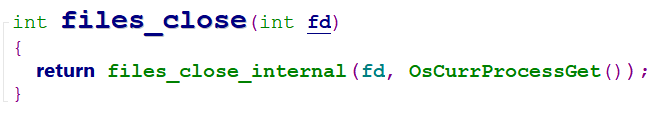 int files_close(int fd)
{
return files_close_internal(fd, OsCurrProcessGet());
}